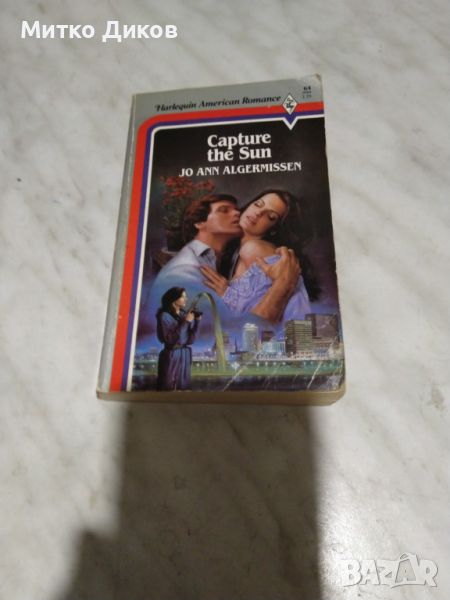 Митко Диков
Harlequin American Romance
64
Capture
the Sun
JO ANN ALGERMISSEN
BAZAR